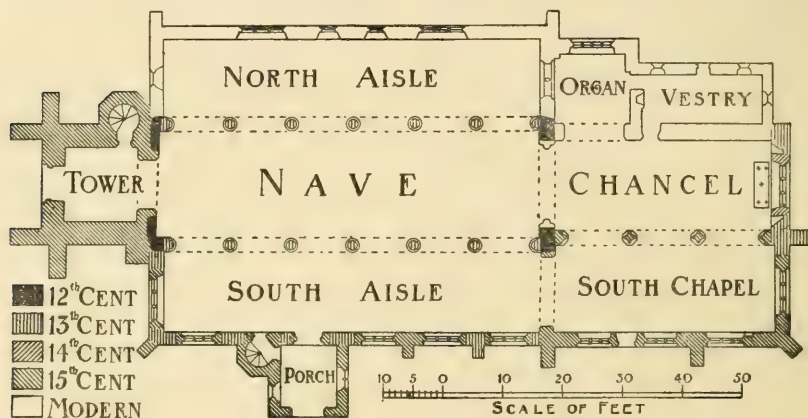 NORTH AISLE
ORGAN
VESTRY
TOWER
NAVE
CHANCEL
SOUTH AISLE
SOUTH CHAPEL
PORCH
12th CENT
13th CENT
14th CENT
15th CENT
MODERN
10 5 0 10 20 30 40 50
SCALE OF FEET